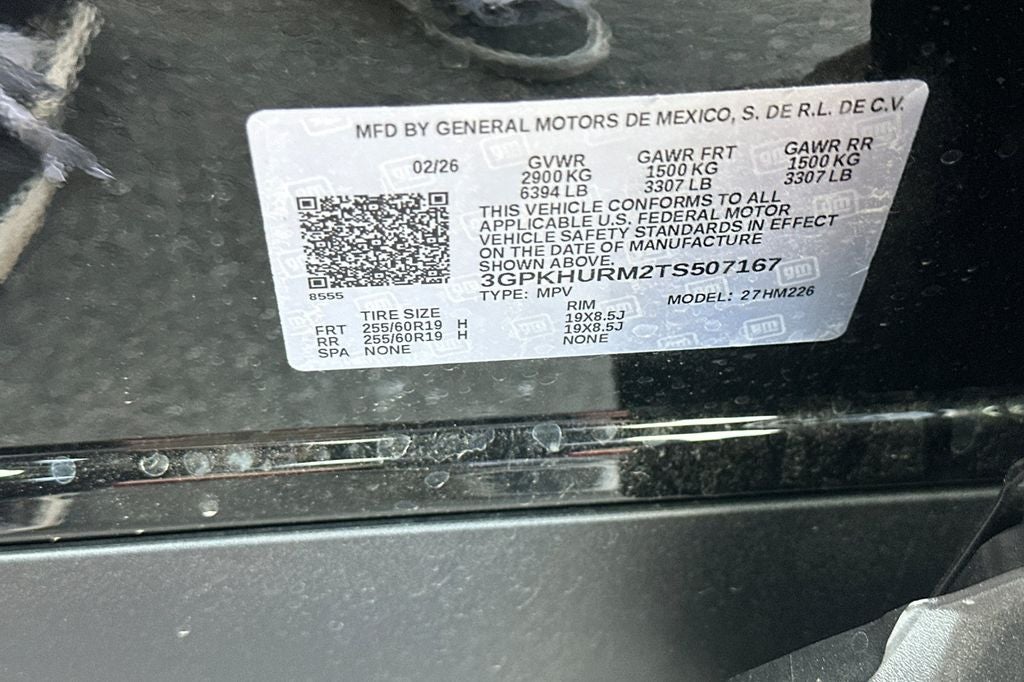 MFD BY GENERAL MOTORS DE MEXICO, S. DE R.L. DE C.V.
02/26
GVWR
2900 KG
6394 LB
GAWR FRT
1500 KG
3307 LB
GAWR RR
1500 KG
3307 LB
THIS VEHICLE CONFORMS TO ALL
APPLICABLE U.S. FEDERAL MOTOR
VEHICLE SAFETY STANDARDS IN EFFECT
ON THE DATE OF MANUFACTURE
SHOWN ABOVE.
3GPKHURM2TS507167
TYPE: MPV
MODEL: 27HM226
8555
TIRE SIZE RIM
FRT 255/60R19 H 19X8.5J
RR 255/60R19 H 19X8.5J
SPA NONE NONE
gm